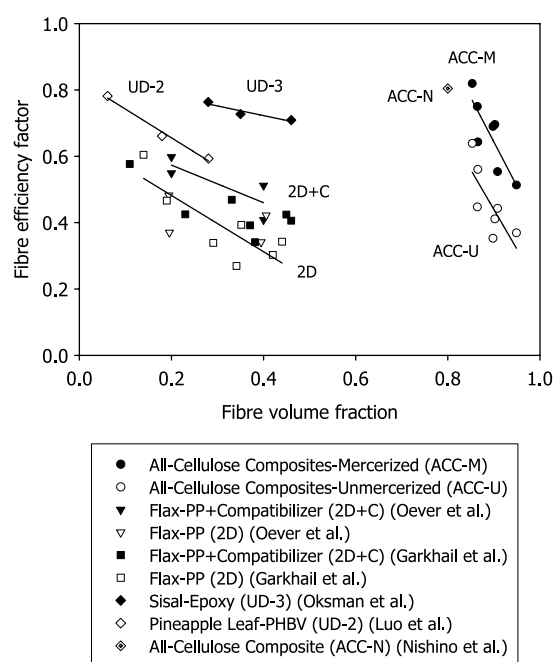 1.0
0.8
0.6
0.4
0.2
0.0
Fibre efficiency factor
UD-2
UD-3
ACC-M
ACC-N
2D+C
2D
ACC-U
0.0 0.2 0.4 0.6 0.8 1.0
Fibre volume fraction
All-Cellulose Composites-Mercerized (ACC-M)
All-Cellulose Composites-Unmercerized (ACC-U)
Flax-PP+Compatibilizer (2D+C) (Oever et al.)
Flax-PP (2D) (Oever et al.)
Flax-PP+Compatibilizer (2D+C) (Garkhail et al.)
Flax-PP (2D) (Garkhail et al.)
Sisal-Epoxy (UD-3) (Oksman et al.)
Pineapple Leaf-PHBV (UD-2) (Luo et al.)
All-Cellulose Composite (ACC-N) (Nishino et al.)